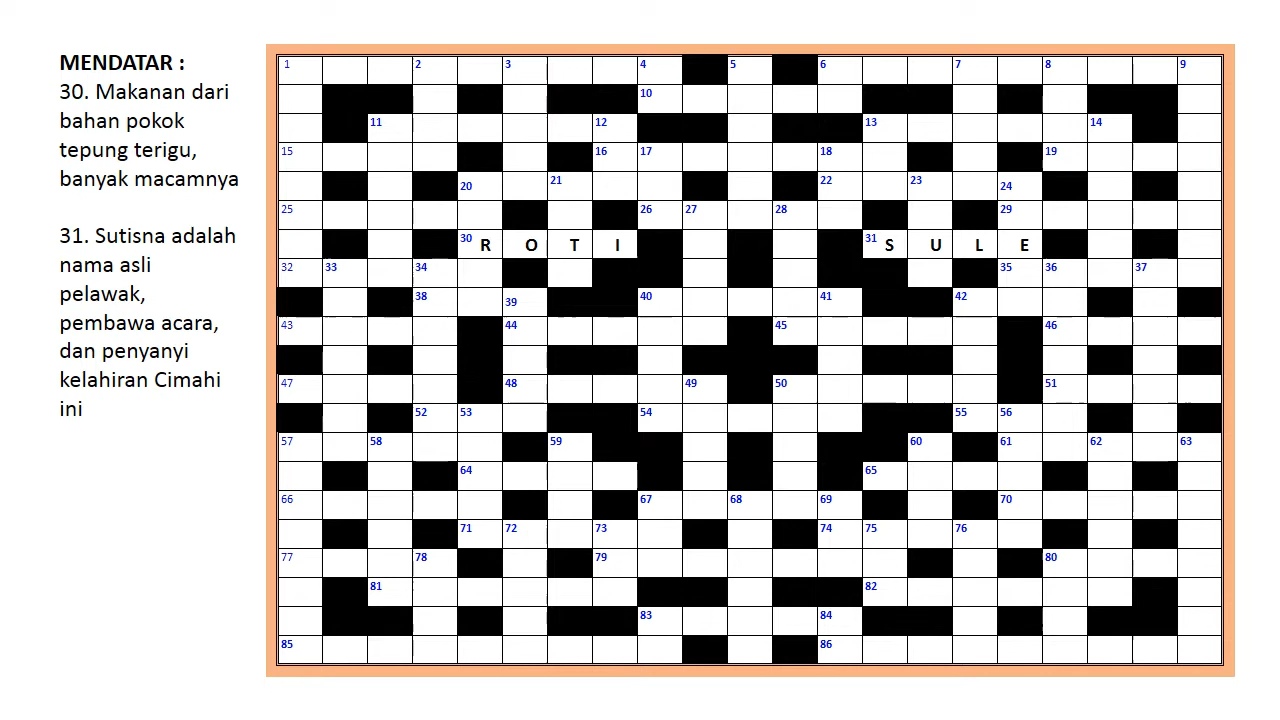 MENDATAR :
30. Makanan dari
bahan pokok
tepung terigu,
banyak macamnya
31. Sutisna adalah
nama asli
pelawak,
pembawa acara,
dan penyanyi
kelahiran Cimahi
ini
1 2 3 4 5 6 7 8 9
10
11 12 13 14
15 16 17 18 19
20 21 22 23 24
25 26 27 28 29
30 R O T I 31 S U L E
32 33 34 35 36 37
38 39 40 41 42
43 44 45 46
47 48 49 50 51
52 53 54 55 56
57 58 59 60 61 62 63
64 65
66 67 68 69 70
71 72 73 74 75 76
77 78 79 80
81 82
83 84
85 86